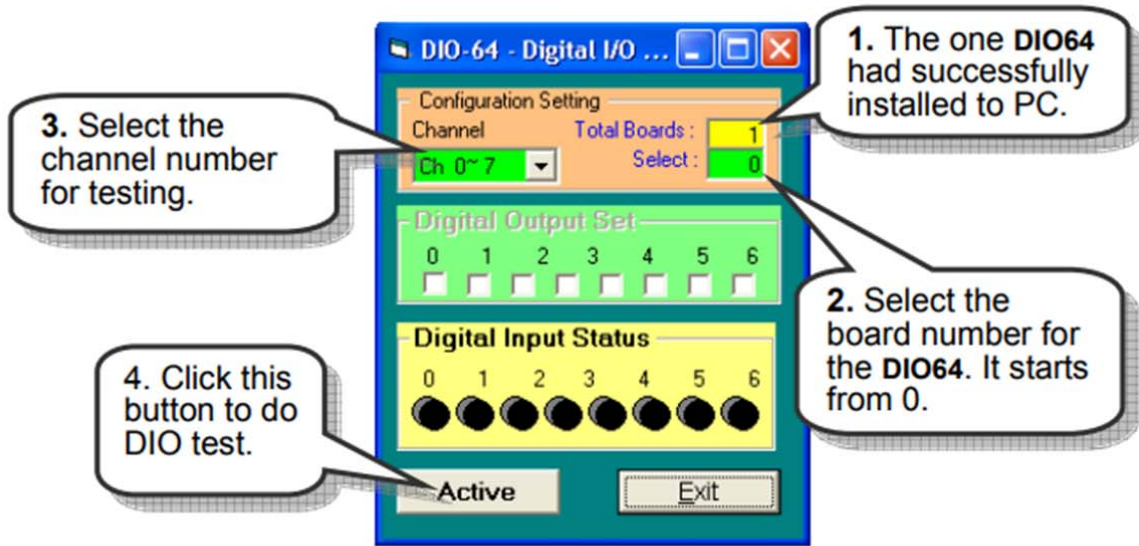 DIO-64 - Digital I/O ...
1. The one DIO64
had successfully
installed to PC.
3. Select the
channel number
for testing.
Configuration Setting
Channel
Total Boards :
1
Ch 0~ 7
Select :
0
Digital Output Set
0 1 2 3 4 5 6
2. Select the
board number for
the DIO64. It starts
from 0.
Digital Input Status
0 1 2 3 4 5 6
4. Click this
button to do
DIO test.
Active
Exit